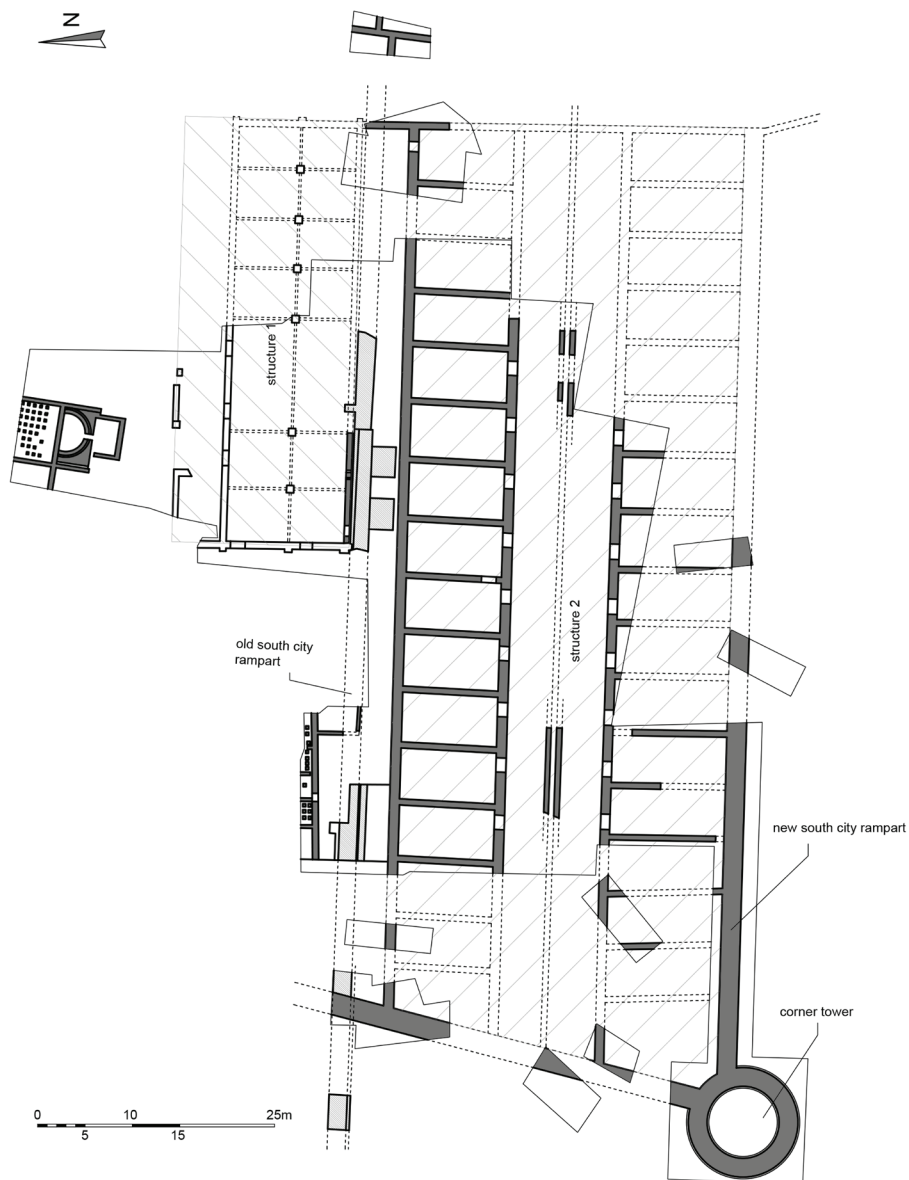 N
structure 1
old south city
rampart
structure 2
new south city rampart
corner tower
0 10 25m
5 15